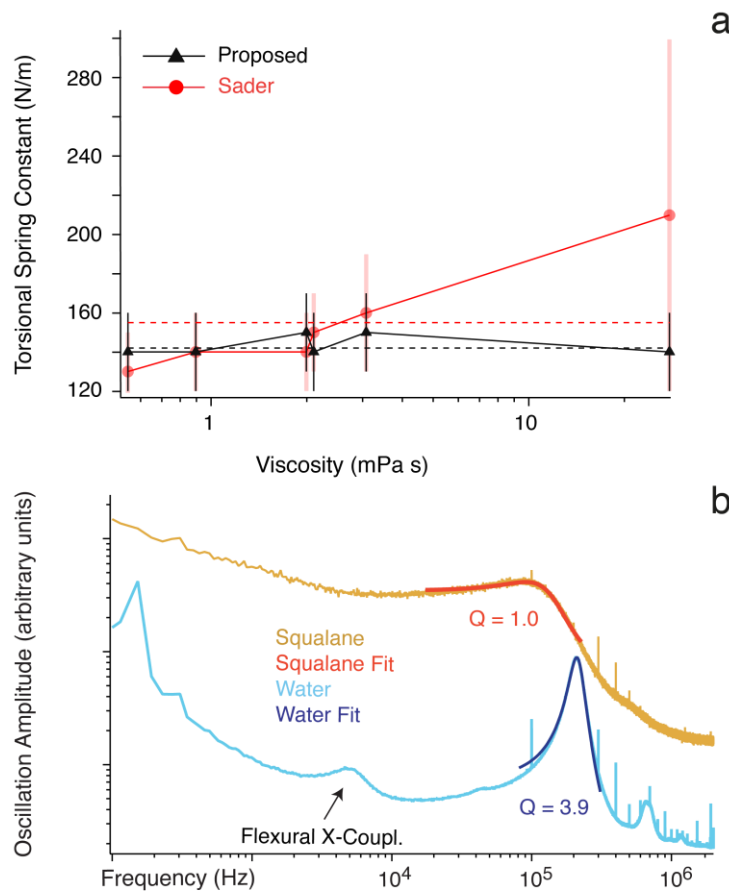 a
Proposed
Sader
Torsional Spring Constant (N/m)
280
240
200
160
120
1
10
Viscosity (mPa s)
b
Oscillation Amplitude (arbitrary units)
Q = 1.0
Squalane
Squalane Fit
Water
Water Fit
Q = 3.9
Flexural X-Coupl.
Frequency (Hz)
10⁴
10⁵
10⁶